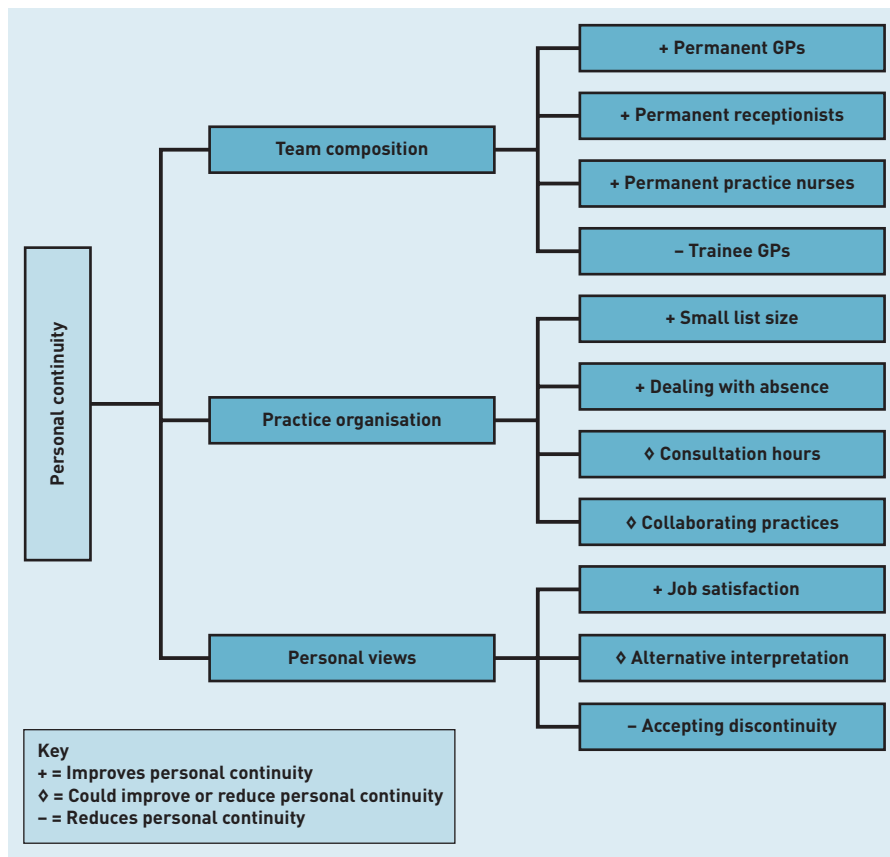 Personal continuity
Team composition
+ Permanent GPs
+ Permanent receptionists
+ Permanent practice nurses
– Trainee GPs
Practice organisation
+ Small list size
+ Dealing with absence
◊ Consultation hours
◊ Collaborating practices
Personal views
+ Job satisfaction
◊ Alternative interpretation
– Accepting discontinuity
Key
+ = Improves personal continuity
◊ = Could improve or reduce personal continuity
– = Reduces personal continuity